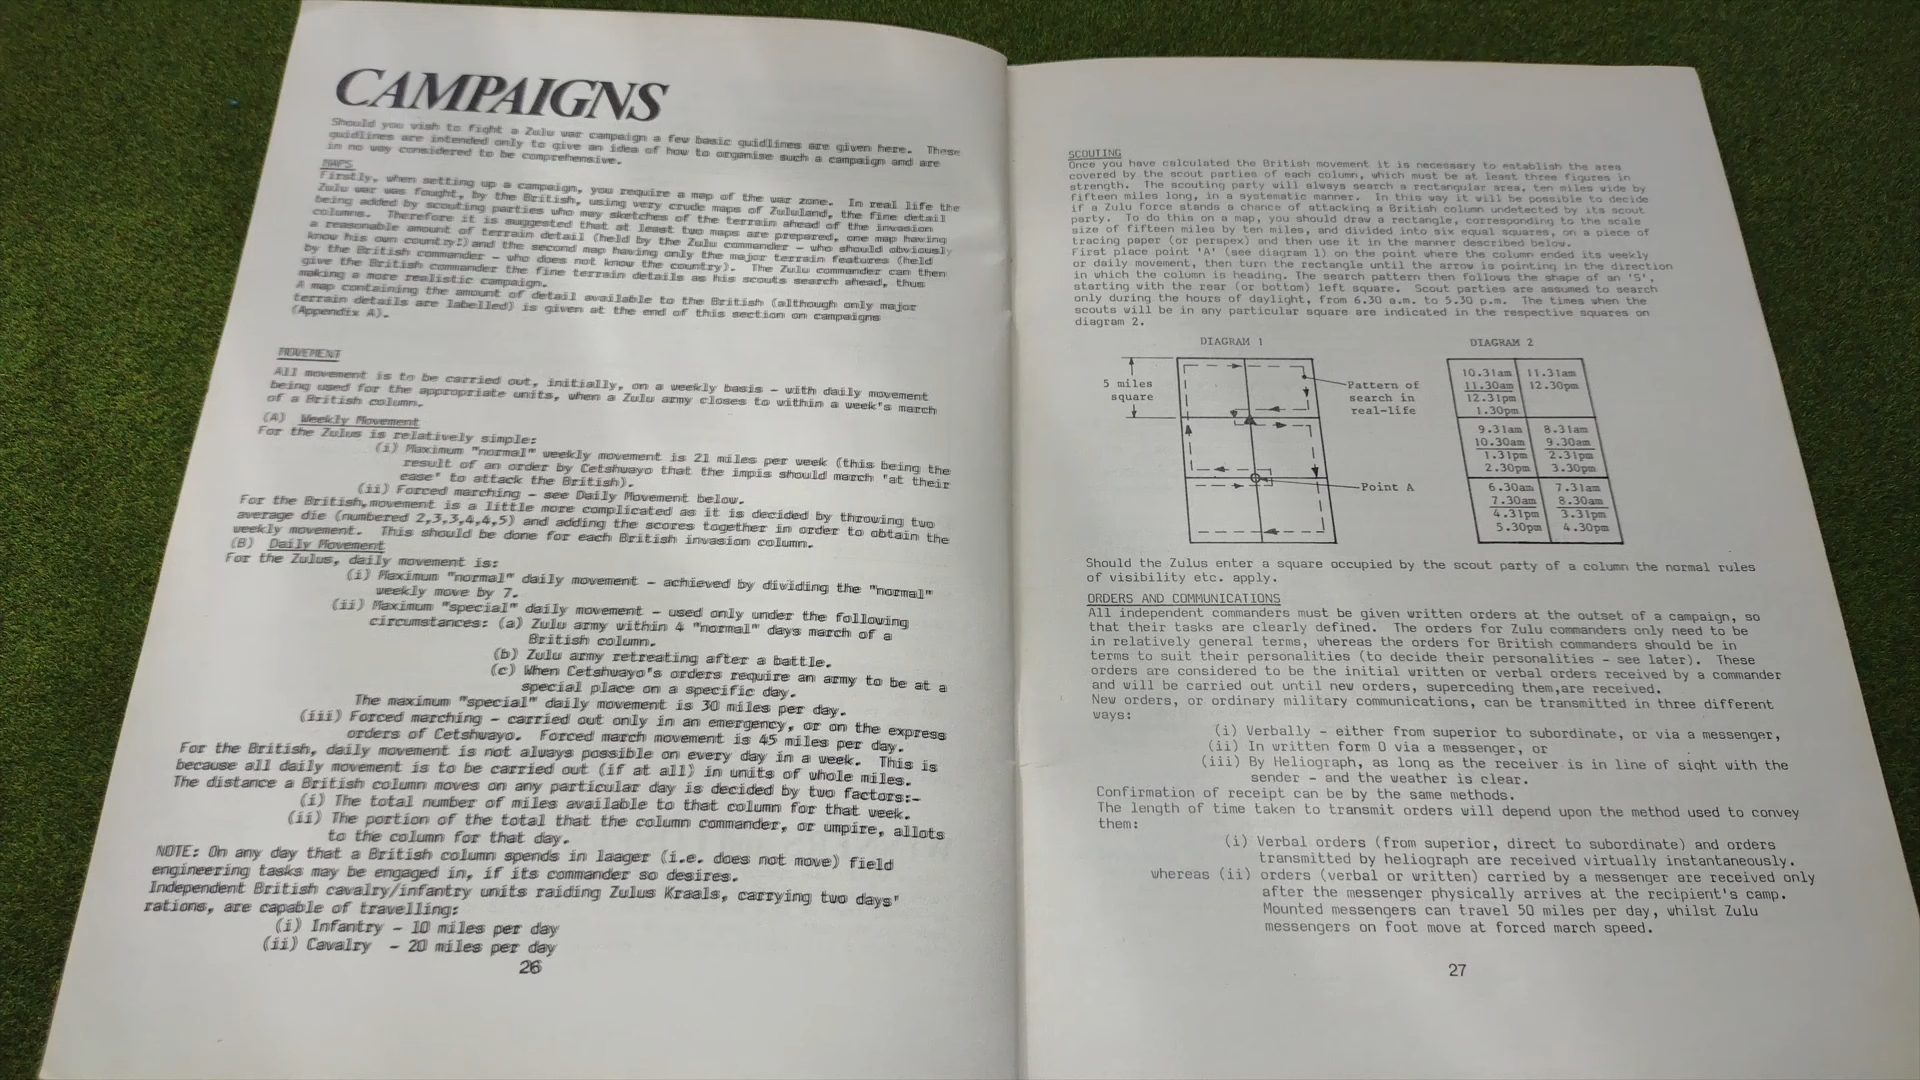 CAMPAIGNS
Should you wish to fight a Zulu war campaign a few basic guidlines are given here. These
guidlines are intended only to give an idea of how to organise such a campaign and are
in no way considered to be comprehensive.
MAPS
Firstly, when setting up a campaign, you require a map of the war zone. In real life the
Zulu war was fought, by the British, using very crude maps of Zululand, the fine detail
being added by scouting parties who may sketches of the terrain ahead of the invasion
columns. Therefore it is suggested that at least two maps are prepared, one map having
a reasonable amount of terrain detail (held by the Zulu commander - who should obviously
know his own country!) and the second map having only the major terrain features (held
by the British commander - who does not know the country). The Zulu commander can then
give the British commander the fine terrain details as his scouts search ahead, thus
making a more realistic campaign.
A map containing the amount of detail available to the British (although only major
terrain details are labelled) is given at the end of this section on campaigns
(Appendix A).
MOVEMENT
All movement is to be carried out, initially, on a weekly basis - with daily movement
being used for the appropriate units, when a Zulu army closes to within a week's march
of a British column.
(A) Weekly Movement
For the Zulus is relatively simple:
(i) Maximum "normal" weekly movement is 21 miles per week (this being the
result of an order by Cetshwayo that the impis should march 'at their
ease' to attack the British).
(ii) Forced marching - see Daily Movement below.
For the British, movement is a little more complicated as it is decided by throwing two
average die (numbered 2,3,3,4,4,5) and adding the scores together in order to obtain the
weekly movement. This should be done for each British invasion column.
(B) Daily Movement
For the Zulus, daily movement is:
(i) Maximum "normal" daily movement - achieved by dividing the "normal"
weekly move by 7.
(ii) Maximum "special" daily movement - used only under the following
circumstances: (a) Zulu army within 4 "normal" days march of a
British column.
(b) Zulu army retreating after a battle.
(c) When Cetshwayo's orders require an army to be at a
special place on a specific day.
The maximum "special" daily movement is 30 miles per day.
(iii) Forced marching - carried out only in an emergency, or on the express
orders of Cetshwayo. Forced march movement is 45 miles per day.
For the British, daily movement is not always possible on every day in a week. This is
because all daily movement is to be carried out (if at all) in units of whole miles.
The distance a British column moves on any particular day is decided by two factors:-
(i) The total number of miles available to that column for that week.
(ii) The portion of the total that the column commander, or umpire, allots
to the column for that day.
NOTE: On any day that a British column spends in laager (i.e. does not move) field
engineering tasks may be engaged in, if its commander so desires.
Independent British cavalry/infantry units raiding Zulus Kraals, carrying two days'
rations, are capable of travelling:
(i) Infantry - 10 miles per day
(ii) Cavalry - 20 miles per day
26
SCOUTING
Once you have calculated the British movement it is necessary to establish the area
covered by the scout parties of each column, which must be at least three figures in
strength. The scouting party will always search a rectangular area, ten miles wide by
fifteen miles long, in a systematic manner. In this way it will be possible to decide
if a Zulu force stands a chance of attacking a British column undetected by its scout
party. To do this on a map, you should draw a rectangle, corresponding to the scale
size of fifteen miles by ten miles, and divided into six equal squares, on a piece of
tracing paper (or perspex) and then use it in the manner described below.
First place point 'A' (see diagram 1) on the point where the column ended its weekly
or daily movement, then turn the rectangle until the arrow is pointing in the direction
in which the column is heading. The search pattern then follows the shape of an 'S',
starting with the rear (or bottom) left square. Scout parties are assumed to search
only during the hours of daylight, from 6.30 a.m. to 5.30 p.m. The times when the
scouts will be in any particular square are indicated in the respective squares on
diagram 2.
DIAGRAM 1
5 miles
square
Pattern of
search in
real-life
Point A
DIAGRAM 2
10.31am 11.31am
11.30am 12.30pm
12.31pm
1.30pm
9.31am 8.31am
10.30am 9.30am
1.31pm 2.31pm
2.30pm 3.30pm
6.30am 7.31am
7.30am 8.30am
4.31pm 3.31pm
5.30pm 4.30pm
Should the Zulus enter a square occupied by the scout party of a column the normal rules
of visibility etc. apply.
ORDERS AND COMMUNICATIONS
All independent commanders must be given written orders at the outset of a campaign, so
that their tasks are clearly defined. The orders for Zulu commanders only need to be
in relatively general terms, whereas the orders for British commanders should be in
terms to suit their personalities (to decide their personalities - see later). These
orders are considered to be the initial written or verbal orders received by a commander
and will be carried out until new orders, superceding them,are received.
New orders, or ordinary military communications, can be transmitted in three different
ways:
(i) Verbally - either from superior to subordinate, or via a messenger,
(ii) In written form 0 via a messenger, or
(iii) By Heliograph, as long as the receiver is in line of sight with the
sender - and the weather is clear.
Confirmation of receipt can be by the same methods.
The length of time taken to transmit orders will depend upon the method used to convey
them:
(i) Verbal orders (from superior, direct to subordinate) and orders
transmitted by heliograph are received virtually instantaneously.
whereas (ii) orders (verbal or written) carried by a messenger are received only
after the messenger physically arrives at the recipient's camp.
Mounted messengers can travel 50 miles per day, whilst Zulu
messengers on foot move at forced march speed.
27